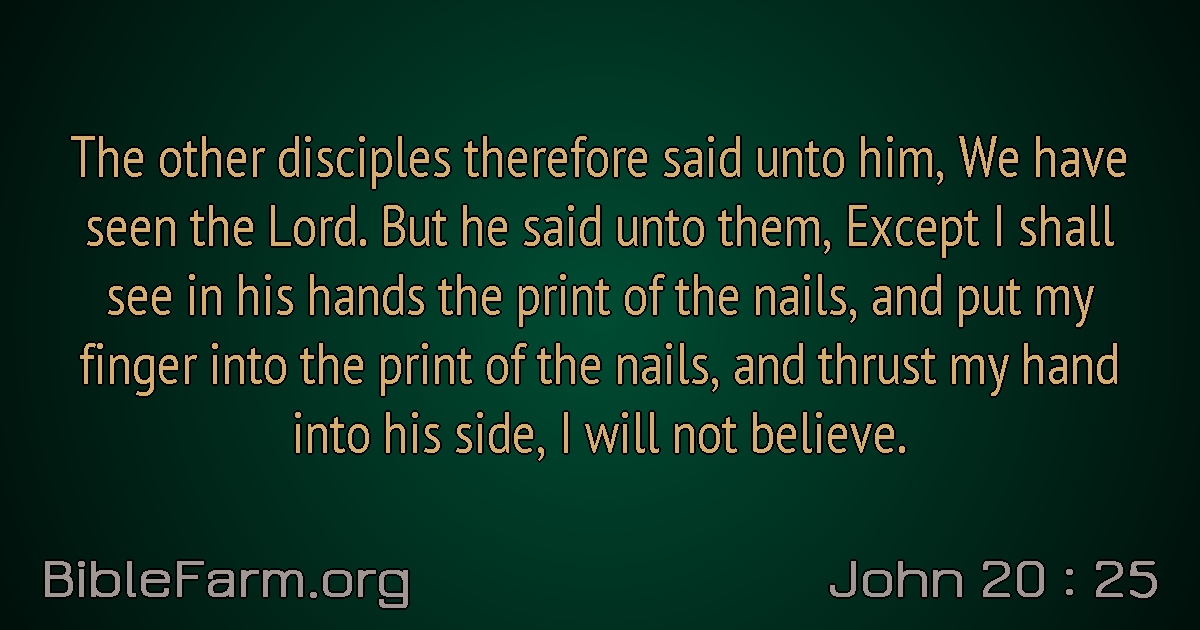 The other disciples therefore said unto him, We have
seen the Lord. But he said unto them, Except I shall
see in his hands the print of the nails, and put my
finger into the print of the nails, and thrust my hand
into his side, I will not believe.
BibleFarm.org
John 20 : 25